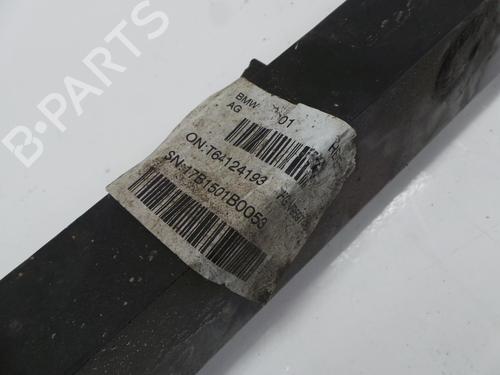 B-PARTS
BMW
AG
01
ON:T64124193
SN:17B1501B0053